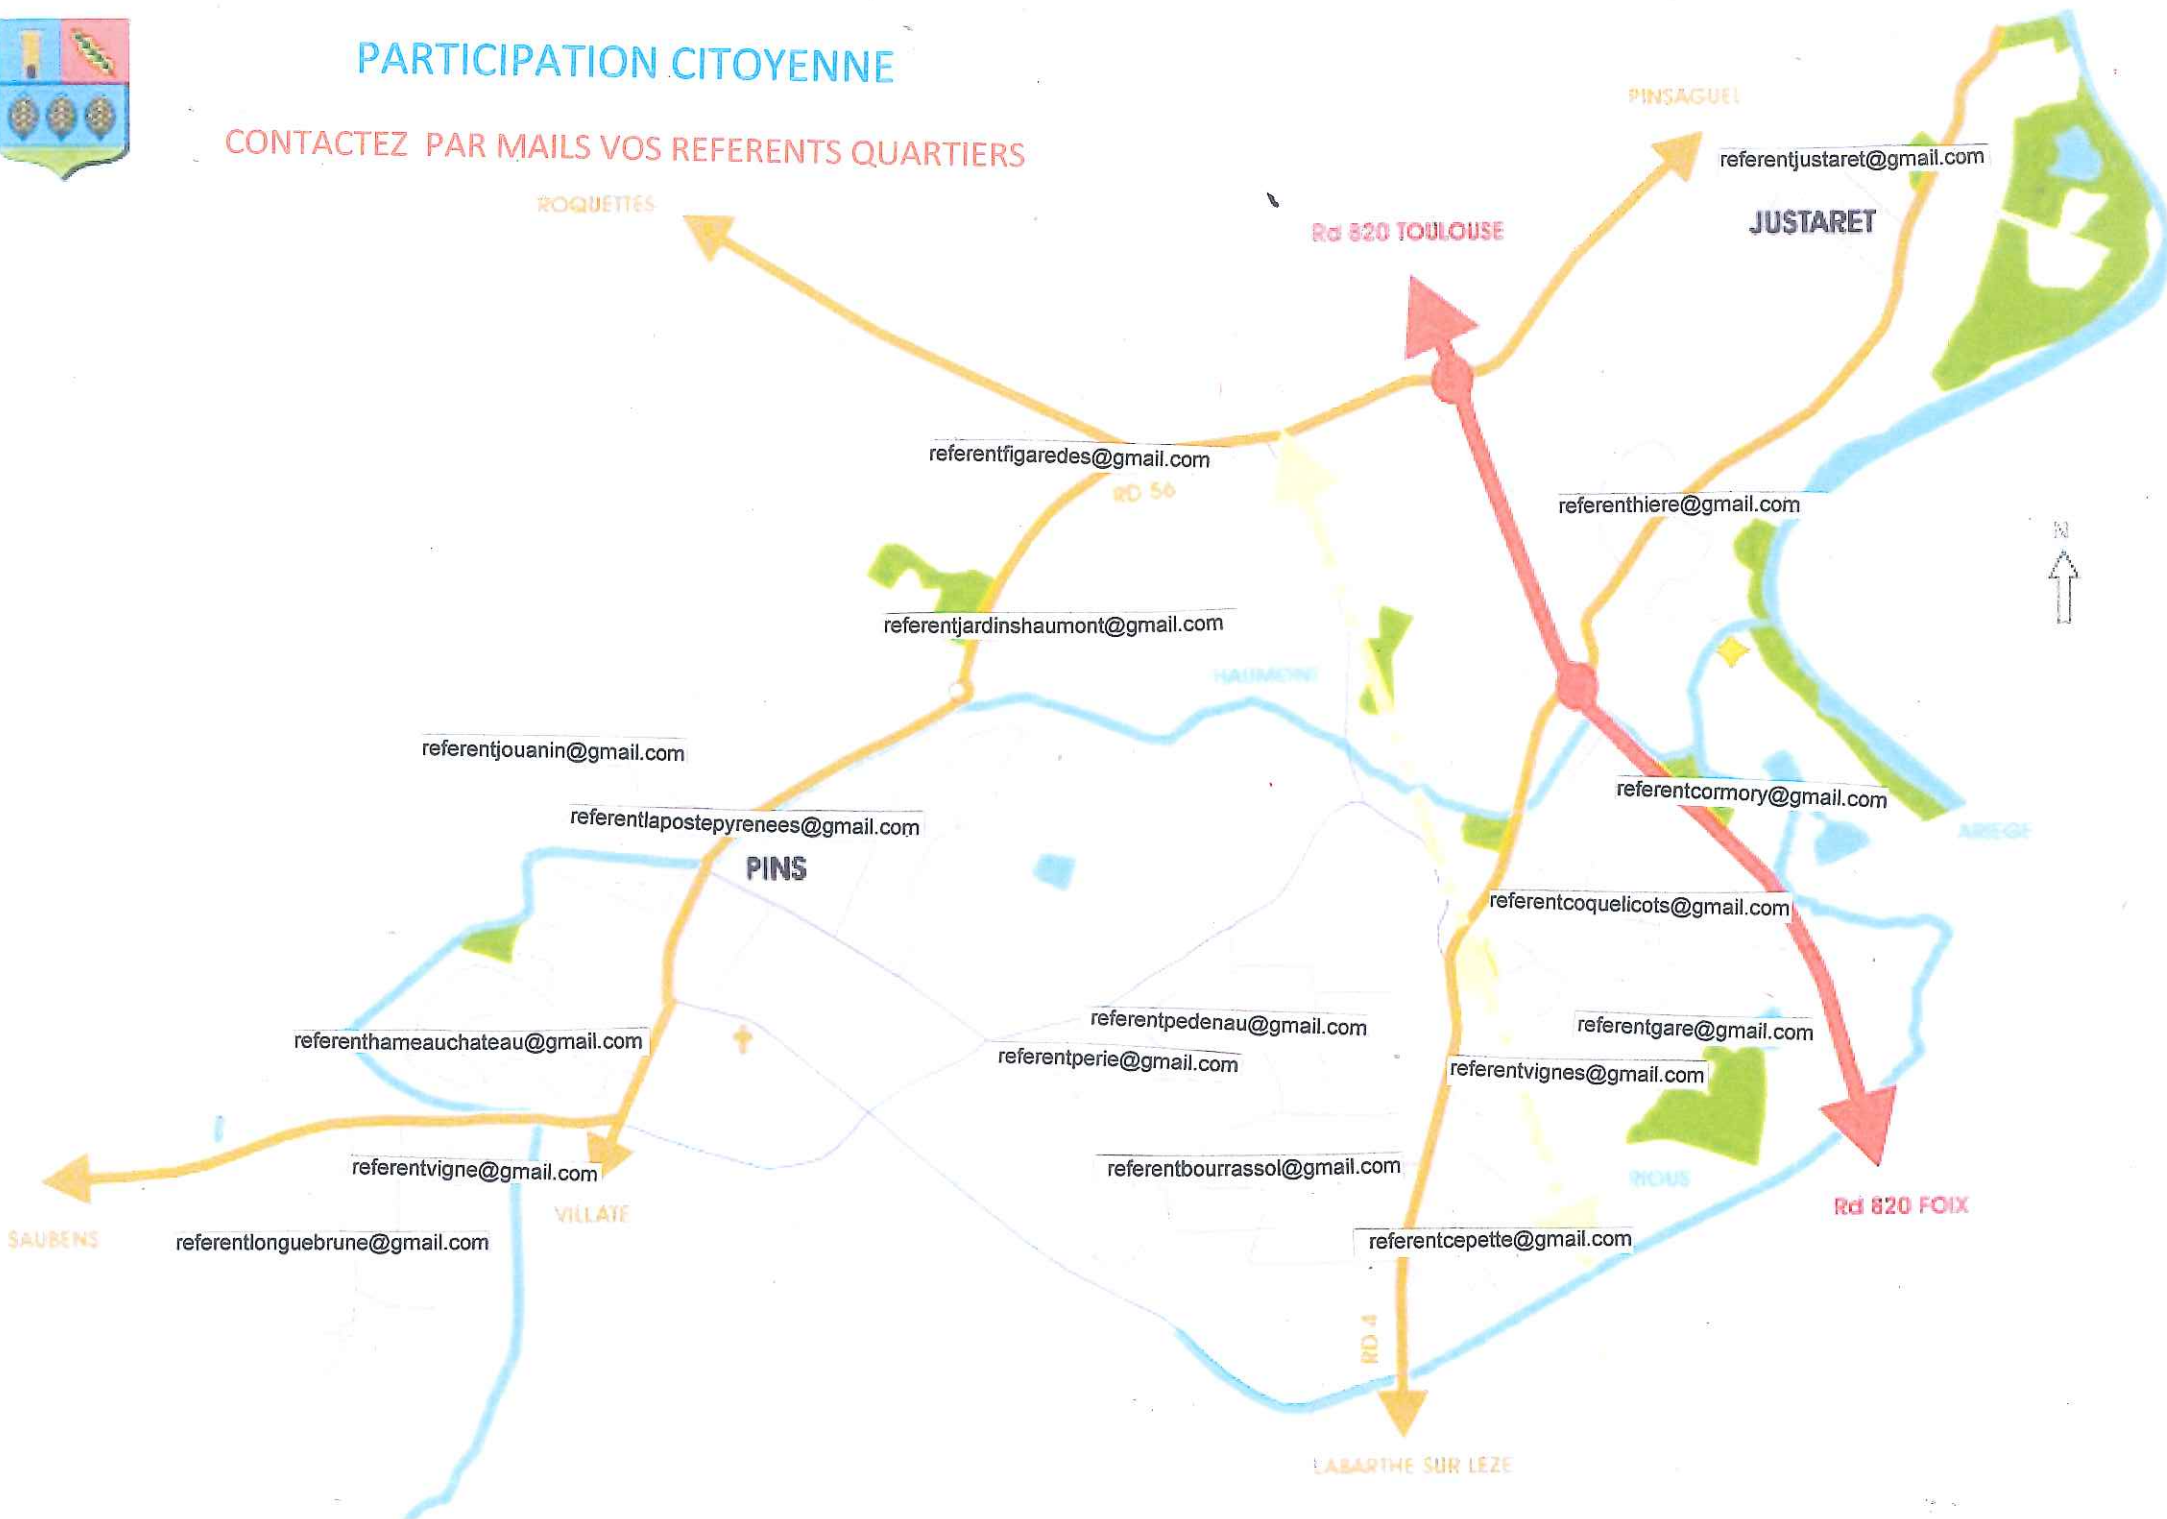 PARTICIPATION CITOYENNE
CONTACTEZ PAR MAILS VOS REFERENTS QUARTIERS
PINSAGUEL
referentjustaret@gmail.com
ROQUETTES
JUSTARET
Rd 820 TOULOUSE
referentfigaredes@gmail.com
RD 56
referenthiere@gmail.com
N
referentjardinshaumont@gmail.com
HAUMONT
referentjouanin@gmail.com
referentcormory@gmail.com
referentlapostepyrenees@gmail.com
ARIEGE
PINS
referentcoquelicots@gmail.com
referentpedenau@gmail.com
referentgare@gmail.com
referenthameauchateau@gmail.com
referentperie@gmail.com
referentvignes@gmail.com
referentvigne@gmail.com
referentbourrassol@gmail.com
RIOUS
Rd 820 FOIX
VILLATE
SAUBENS
referentlonguebrune@gmail.com
referentcepette@gmail.com
RD 4
LABARTHE SUR LEZE